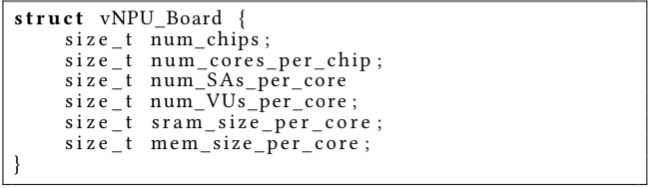 struct vNPU_Board {
size_t num_chips;
size_t num_cores_per_chip;
size_t num_SAs_per_core
size_t num_VUs_per_core;
size_t sram_size_per_core;
size_t mem_size_per_core;
}